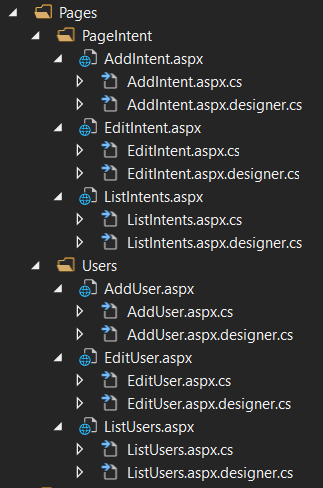 Pages
PageIntent
AddIntent.aspx
AddIntent.aspx.cs
AddIntent.aspx.designer.cs
EditIntent.aspx
EditIntent.aspx.cs
EditIntent.aspx.designer.cs
ListIntents.aspx
ListIntents.aspx.cs
ListIntents.aspx.designer.cs
Users
AddUser.aspx
AddUser.aspx.cs
AddUser.aspx.designer.cs
EditUser.aspx
EditUser.aspx.cs
EditUser.aspx.designer.cs
ListUsers.aspx
ListUsers.aspx.cs
ListUsers.aspx.designer.cs